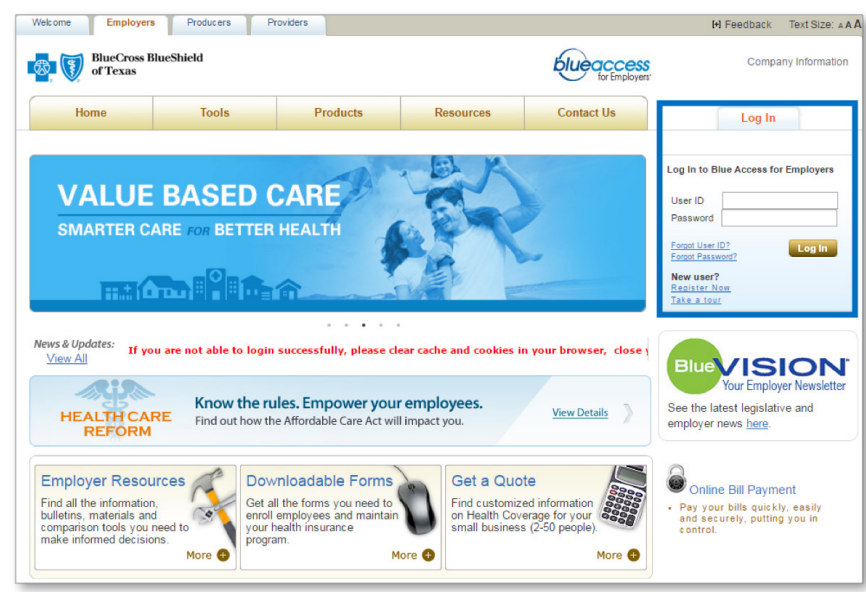 Welcome Employers Producers Providers
[+] Feedback Text Size: A A A
BlueCross BlueShield
of Texas
blueaccess
for Employers
Company Information
Home Tools Products Resources Contact Us
Log In
VALUE BASED CARE
SMARTER CARE FOR BETTER HEALTH
Log In to Blue Access for Employers
User ID
Password
Forgot User ID?
Forgot Password?
Log In
New user?
Register Now
Take a tour
News & Updates:
View All
If you are not able to login successfully, please clear cache and cookies in your browser, close
HEALTH CARE
REFORM
Know the rules. Empower your employees.
Find out how the Affordable Care Act will impact you.
View Details
BlueVISION
Your Employer Newsletter
See the latest legislative and
employer news here.
Employer Resources
Find all the information,
bulletins, materials and
comparison tools you need to
make informed decisions.
More
Downloadable Forms
Get all the forms you need to
enroll employees and maintain
your health insurance
program.
More
Get a Quote
Find customized information
on Health Coverage for your
small business (2-50 people).
More
Online Bill Payment
• Pay your bills quickly, easily
and securely, putting you in
control.